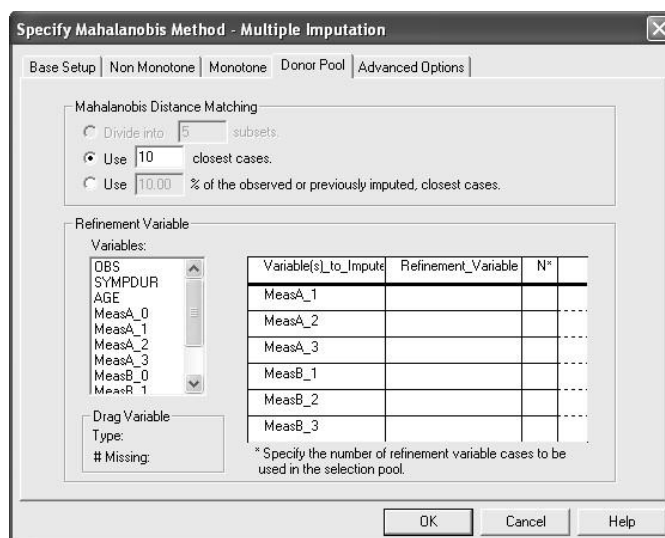 Specify Mahalanobis Method - Multiple Imputation
Base Setup Non Monotone Monotone Donor Pool Advanced Options
Mahalanobis Distance Matching
Divide into 5 subsets.
Use 10 closest cases.
Use 10.00 % of the observed or previously imputed, closest cases.
Refinement Variable
Variables:
OBS
SYMPDUR
AGE
MeasA_0
MeasA_1
MeasA_2
MeasA_3
MeasB_0
MeasB_1
Drag Variable
Type:
# Missing:
Variable(s)_to_Impute Refinement_Variable N*
MeasA_1
MeasA_2
MeasA_3
MeasB_1
MeasB_2
MeasB_3
* Specify the number of refinement variable cases to be
used in the selection pool.
OK Cancel Help